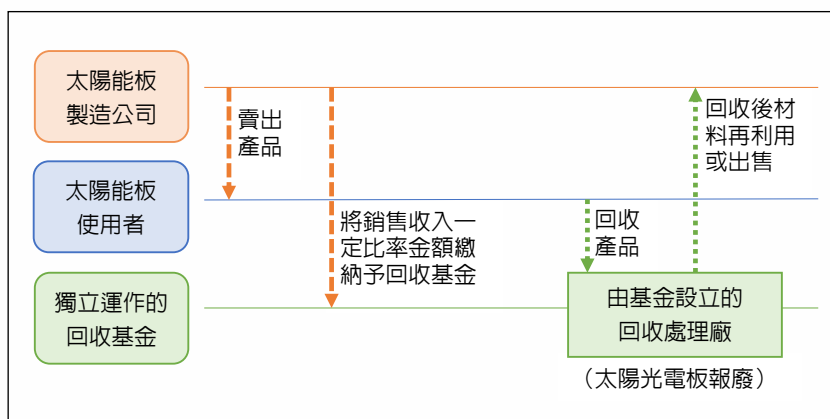 太陽能板
製造公司
賣出
產品
回收後材
料再利用
或出售
太陽能板
使用者
將銷售收入一
定比率金額繳
納予回收基金
回收
產品
獨立運作的
回收基金
由基金設立的
回收處理廠
（太陽光電板報廢）